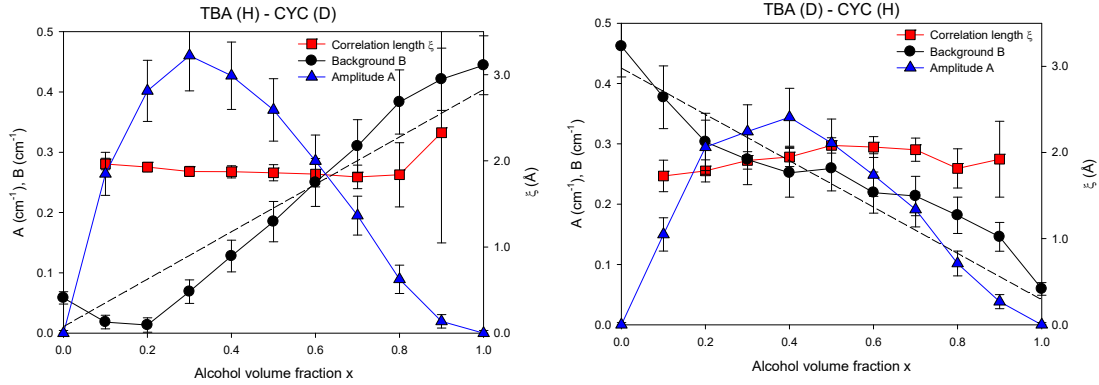 TBA (H) - CYC (D)
Correlation length ξ
Background B
Amplitude A
A (cm⁻¹), B (cm⁻¹)
0.5
0.4
0.3
0.2
0.1
0.0
3.0
2.0
1.0
0.0
ξ (Å)
0.0 0.2 0.4 0.6 0.8 1.0
Alcohol volume fraction x
TBA (D) - CYC (H)
Correlation length ξ
Background B
Amplitude A
A (cm⁻¹), B (cm⁻¹)
0.5
0.4
0.3
0.2
0.1
0.0
3.0
2.0
1.0
0.0
ξ (Å)
0.0 0.2 0.4 0.6 0.8 1.0
Alcohol volume fraction x